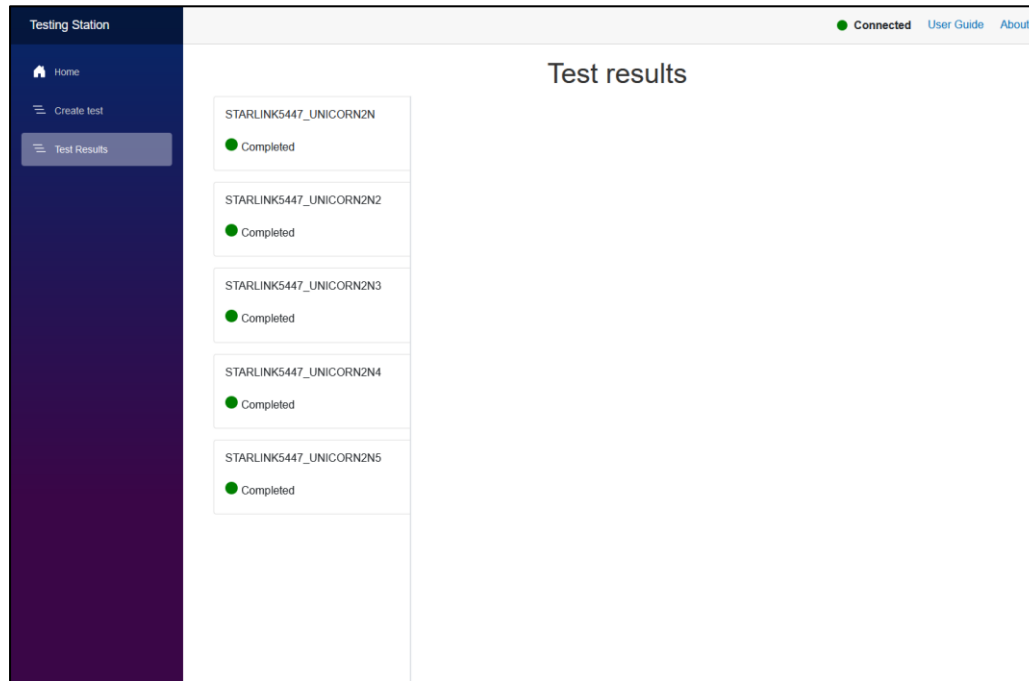 Testing Station
Connected User Guide About
Home
Create test
Test Results
Test results
STARLINK5447_UNICORN2N
Completed
STARLINK5447_UNICORN2N2
Completed
STARLINK5447_UNICORN2N3
Completed
STARLINK5447_UNICORN2N4
Completed
STARLINK5447_UNICORN2N5
Completed